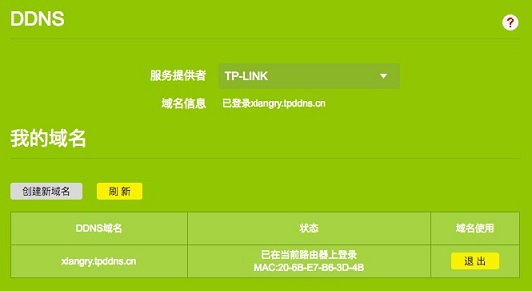 DDNS
?
服务提供者 TP-LINK
域名信息 已登录xiangry.tpddns.cn
我的域名
创建新域名 刷 新
DDNS域名 状态 域名使用
xiangry.tpddns.cn 已在当前路由器上登录 退 出
MAC:20-6B-E7-B6-3D-4B